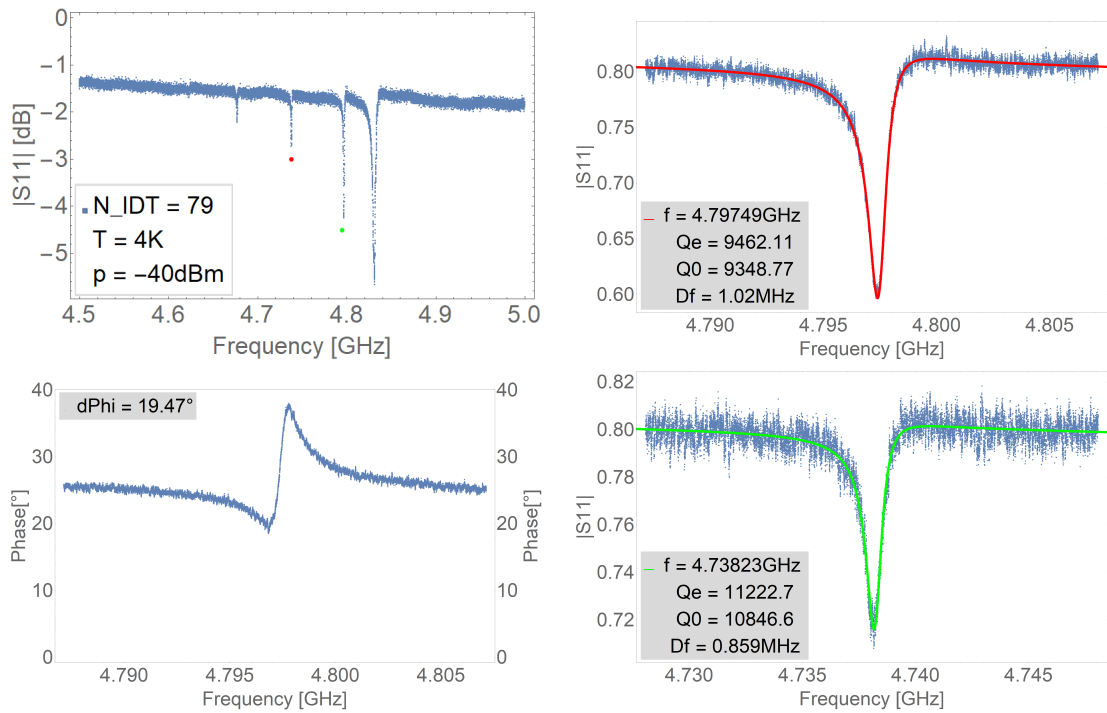 0
−1
−2
−3
−4
−5
|S11| [dB]
N_IDT = 79
T = 4K
p = −40dBm
4.5 4.6 4.7 4.8 4.9 5.0
Frequency [GHz]
0.80
0.75
0.70
0.65
0.60
|S11|
f = 4.79749GHz
Qe = 9462.11
Q0 = 9348.77
Df = 1.02MHz
4.790 4.795 4.800 4.805
Frequency [GHz]
40
30
20
10
0
Phase[°]
dPhi = 19.47°
40
30
20
10
0
Phase[°]
4.790 4.795 4.800 4.805
Frequency [GHz]
0.82
0.80
0.78
0.76
0.74
0.72
|S11|
f = 4.73823GHz
Qe = 11222.7
Q0 = 10846.6
Df = 0.859MHz
4.730 4.735 4.740 4.745
Frequency [GHz]